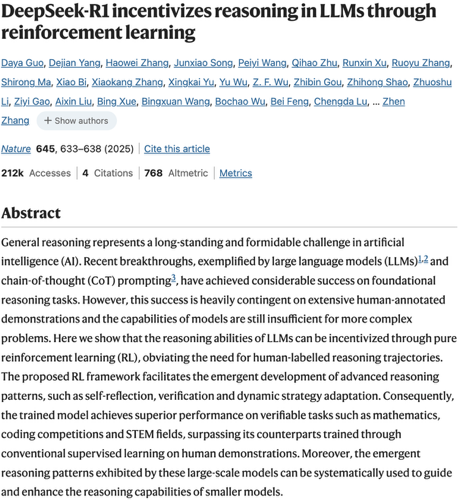 DeepSeek-R1 incentivizes reasoning in LLMs through
reinforcement learning
Daya Guo, Dejian Yang, Haowei Zhang, Junxiao Song, Peiyi Wang, Qihao Zhu, Runxin Xu, Ruoyu Zhang,
Shirong Ma, Xiao Bi, Xiaokang Zhang, Xingkai Yu, Yu Wu, Z. F. Wu, Zhibin Gou, Zhihong Shao, Zhuoshu
Li, Ziyi Gao, Aixin Liu, Bing Xue, Bingxuan Wang, Bochao Wu, Bei Feng, Chengda Lu, ... Zhen
Zhang + Show authors
Nature 645, 633–638 (2025) | Cite this article
212k Accesses | 4 Citations | 768 Altmetric | Metrics
Abstract
General reasoning represents a long-standing and formidable challenge in artificial
intelligence (AI). Recent breakthroughs, exemplified by large language models (LLMs)1,2 and
chain-of-thought (CoT) prompting3, have achieved considerable success on foundational
reasoning tasks. However, this success is heavily contingent on extensive human-annotated
demonstrations and the capabilities of models are still insufficient for more complex
problems. Here we show that the reasoning abilities of LLMs can be incentivized through pure
reinforcement learning (RL), obviating the need for human-labelled reasoning trajectories.
The proposed RL framework facilitates the emergent development of advanced reasoning
patterns, such as self-reflection, verification and dynamic strategy adaptation. Consequently,
the trained model achieves superior performance on verifiable tasks such as mathematics,
coding competitions and STEM fields, surpassing its counterparts trained through
conventional supervised learning on human demonstrations. Moreover, the emergent
reasoning patterns exhibited by these large-scale models can be systematically used to guide
and enhance the reasoning capabilities of smaller models.